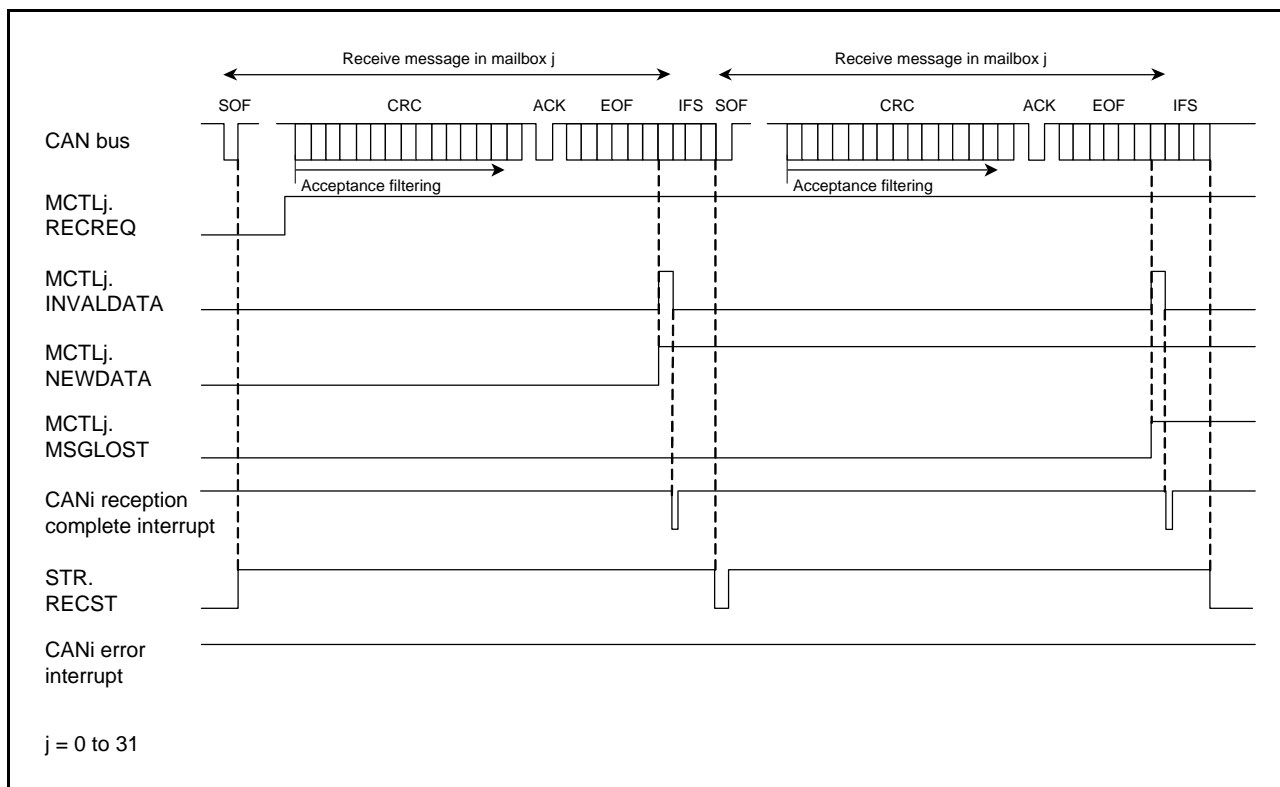 Receive message in mailbox j
Receive message in mailbox j
SOF CRC ACK EOF IFS SOF CRC ACK EOF IFS
CAN bus
Acceptance filtering
Acceptance filtering
MCTLj.
RECREQ
MCTLj.
INVALDATA
MCTLj.
NEWDATA
MCTLj.
MSGLOST
CANi reception
complete interrupt
STR.
RECST
CANi error
interrupt
j = 0 to 31